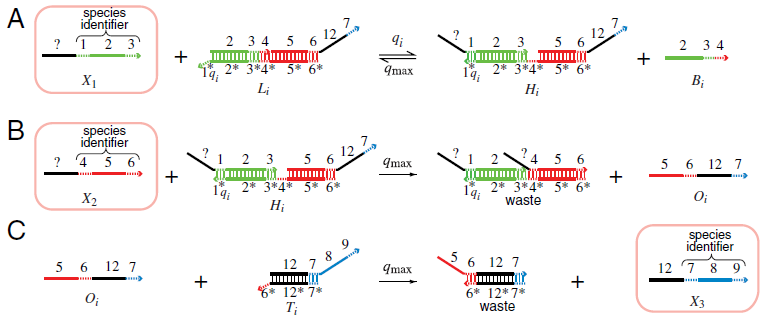 A
species
identifier
? 1 2 3
X1
+
2 3 4 5 6 12 7
1*qi 2* 3*4* 5* 6*
Li
qi
qmax
? 1 2 3 5 6 12 7
1*qi 2* 3*4* 5* 6*
Hi
+
2 3 4
Bi
B
species
identifier
? 4 5 6
X2
+
? 1 2 3 5 6 12 7
1*qi 2* 3*4* 5* 6*
Hi
qmax
? 1 2 ? 4 5 6
1*qi 2* 3*4* 5* 6*
waste
+
5 6 12 7
Oi
C
5 6 12 7
Oi
+
12 7 8 9
6* 12* 7*
Ti
qmax
5 6 12 7
6* 12* 7*
waste
+
species
identifier
12 7 8 9
X3